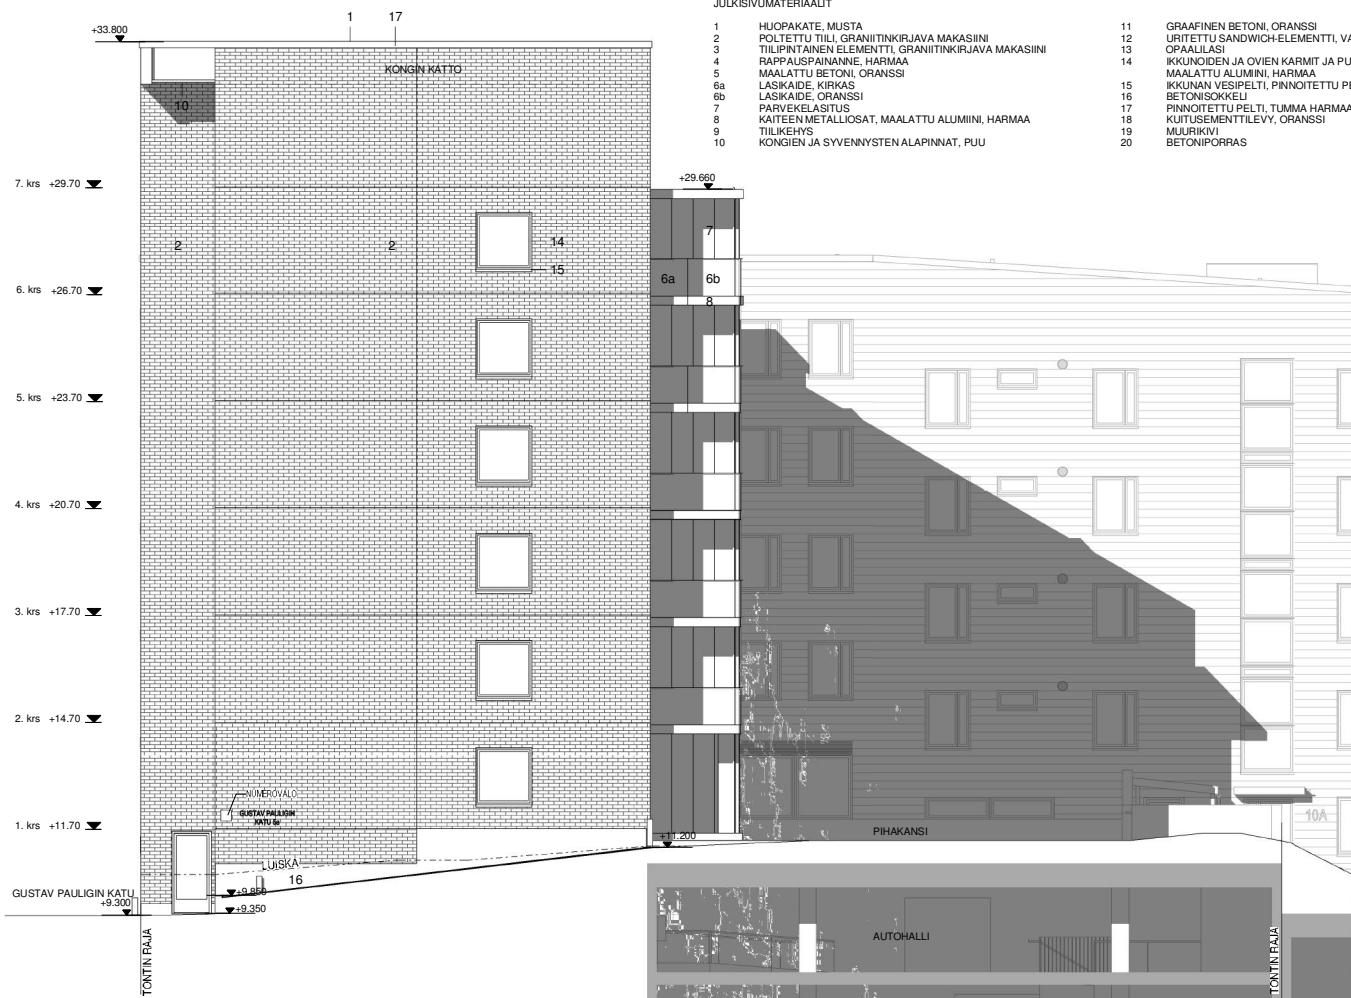 JULKISIVUMATERIAALIT
1 HUOPAKATE, MUSTA
2 POLTETTU TIILI, GRANIITINKIRJAVA MAKASIINI
3 TIILIPINTAINEN ELEMENTTI, GRANIITINKIRJAVA MAKASIINI
4 RAPPAUSPAINANNE, HARMAA
5 MAALATTU BETONI, ORANSSI
6a LASIKAIDE, KIRKAS
6b LASIKAIDE, ORANSSI
7 PARVEKELASITUS
8 KAITEEN METALLIOSAT, MAALATTU ALUMIINI, HARMAA
9 TIILIKEHYS
10 KONGIEN JA SYVENNYSTEN ALAPINNAT, PUU
11 GRAAFINEN BETONI, ORANSSI
12 URITETTU SANDWICH-ELEMENTTI, VA
13 OPAALILASI
14 IKKUNOIDEN JA OVIEN KARMIT JA PU
MAALATTU ALUMIINI, HARMAA
15 IKKUNAN VESIPELTI, PINNOITETTU PE
16 BETONISOKKELI
17 PINNOITETTU PELTI, TUMMA HARMAA
18 KUITUSEMENTTILEVY, ORANSSI
19 MUURIKIVI
20 BETONIPORRAS
1 17
+33.800
KONGIN KATTO
10
+29.660
7. krs +29.70
7
2 2 14
15
6a 6b
6. krs +26.70
8
5. krs +23.70
4. krs +20.70
3. krs +17.70
2. krs +14.70
NUMEROVALO
GUSTAV PAULIGIN
KATU 5a
10A
1. krs +11.70
PIHAKANSI
+11.200
LUISKA
16
GUSTAV PAULIGIN KATU
+9.850
+9.300
+9.350
AUTOHALLI
TONTIN RAJA
TONTIN RAJA